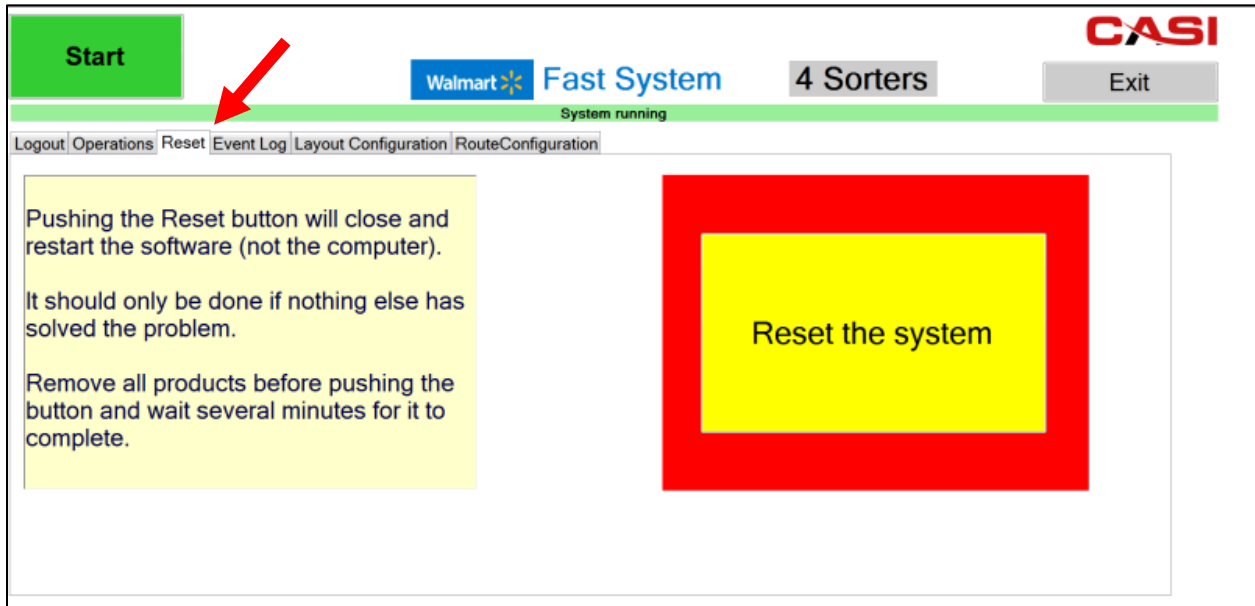 Start
CASI
Walmart Fast System
4 Sorters
Exit
System running
Logout Operations Reset Event Log Layout Configuration RouteConfiguration
Pushing the Reset button will close and
restart the software (not the computer).
It should only be done if nothing else has
solved the problem.
Remove all products before pushing the
button and wait several minutes for it to
complete.
Reset the system